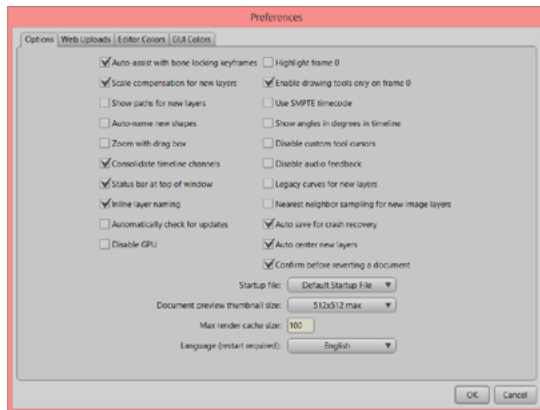 Preferences
Options Web Uploads Editor Colors GUI Colors
Auto-assist with bone locking keyframes Highlight frame 0
Scale compensation for new layers Enable drawing tools only on frame 0
Show paths for new layers Use SMPTE timecode
Auto-name new shapes Show angles in degrees in timeline
Zoom with drag box Disable custom tool cursors
Consolidate timeline channels Disable audio feedback
Status bar at top of window Legacy curves for new layers
Inline layer naming Nearest neighbor sampling for new image layers
Automatically check for updates Auto save for crash recovery
Disable GPU Auto center new layers
Confirm before reverting a document
Startup file: Default Startup File
Document preview thumbnail size: 512x512 max
Max render cache size: 100
Language (restart required): English
OK Cancel